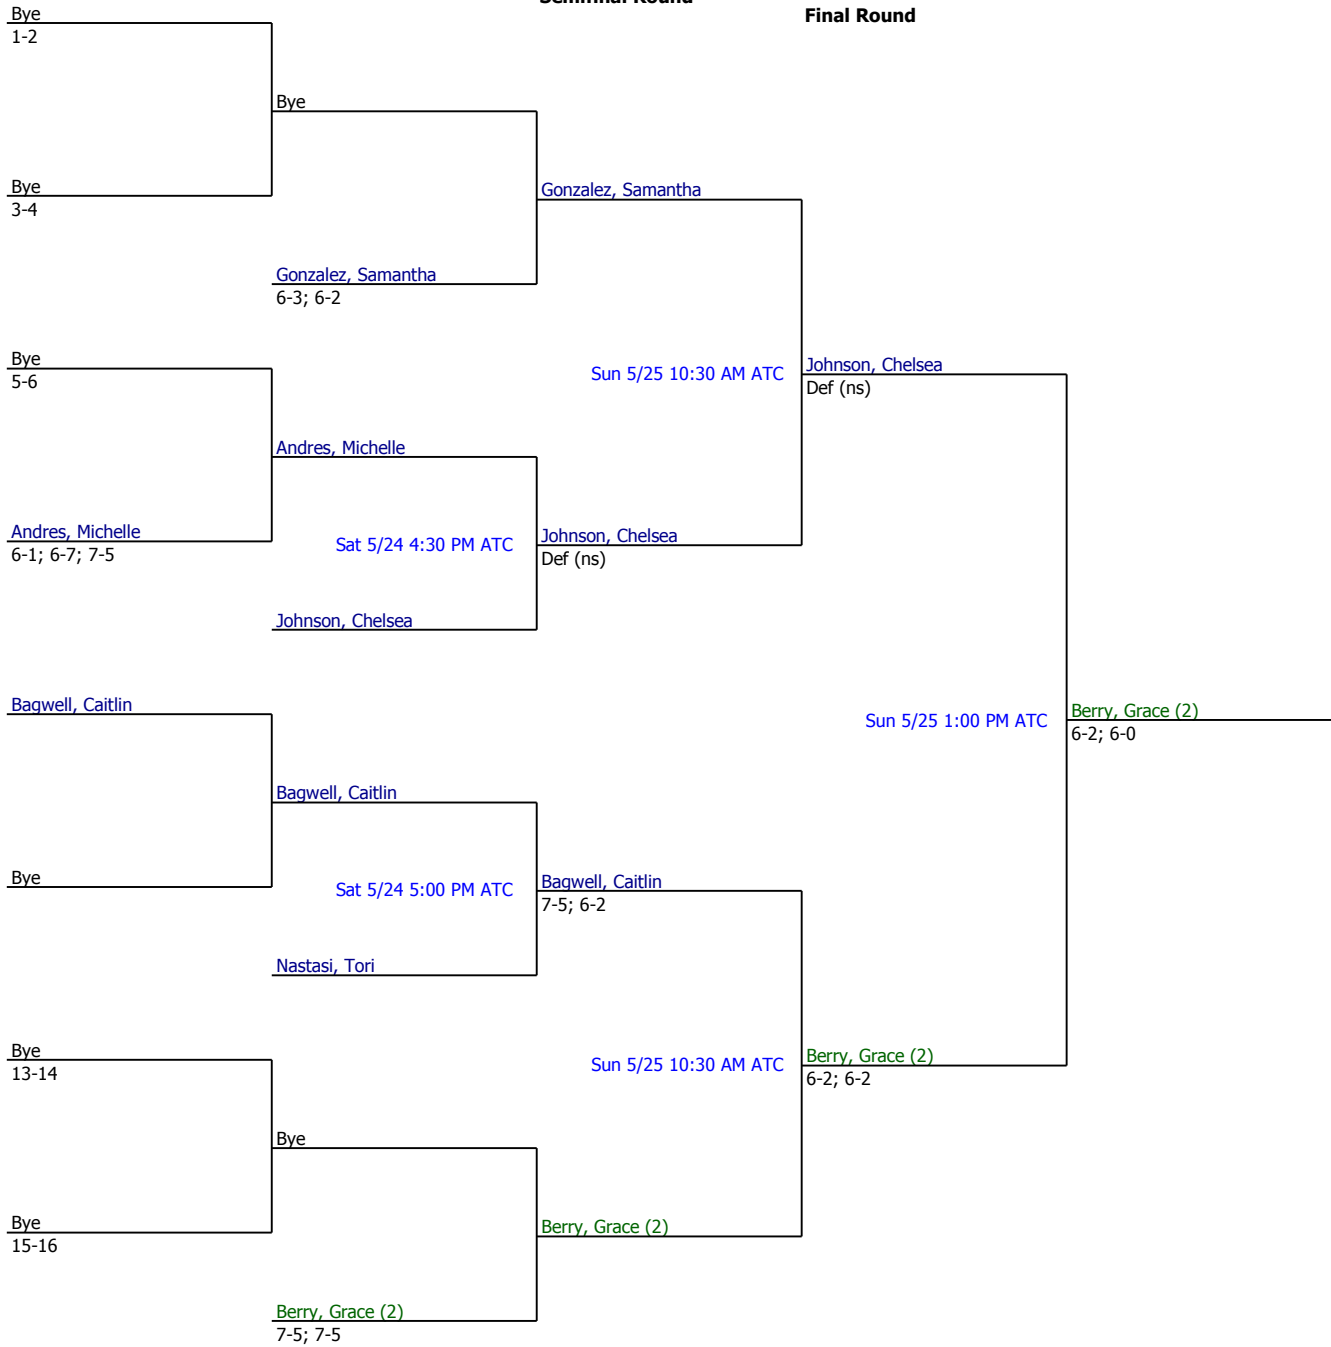 Semifinal Round
Final Round
Bye
1-2
Bye
Bye
3-4
Gonzalez, Samantha
Gonzalez, Samantha
6-3; 6-2
Bye
5-6
Sun 5/25 10:30 AM ATC
Johnson, Chelsea
Def (ns)
Andres, Michelle
Andres, Michelle
6-1; 6-7; 7-5
Sat 5/24 4:30 PM ATC
Johnson, Chelsea
Def (ns)
Johnson, Chelsea
Bagwell, Caitlin
Sun 5/25 1:00 PM ATC
Berry, Grace (2)
6-2; 6-0
Bagwell, Caitlin
Bye
Sat 5/24 5:00 PM ATC
Bagwell, Caitlin
7-5; 6-2
Nastasi, Tori
Bye
13-14
Sun 5/25 10:30 AM ATC
Berry, Grace (2)
6-2; 6-2
Bye
Bye
15-16
Berry, Grace (2)
Berry, Grace (2)
7-5; 7-5